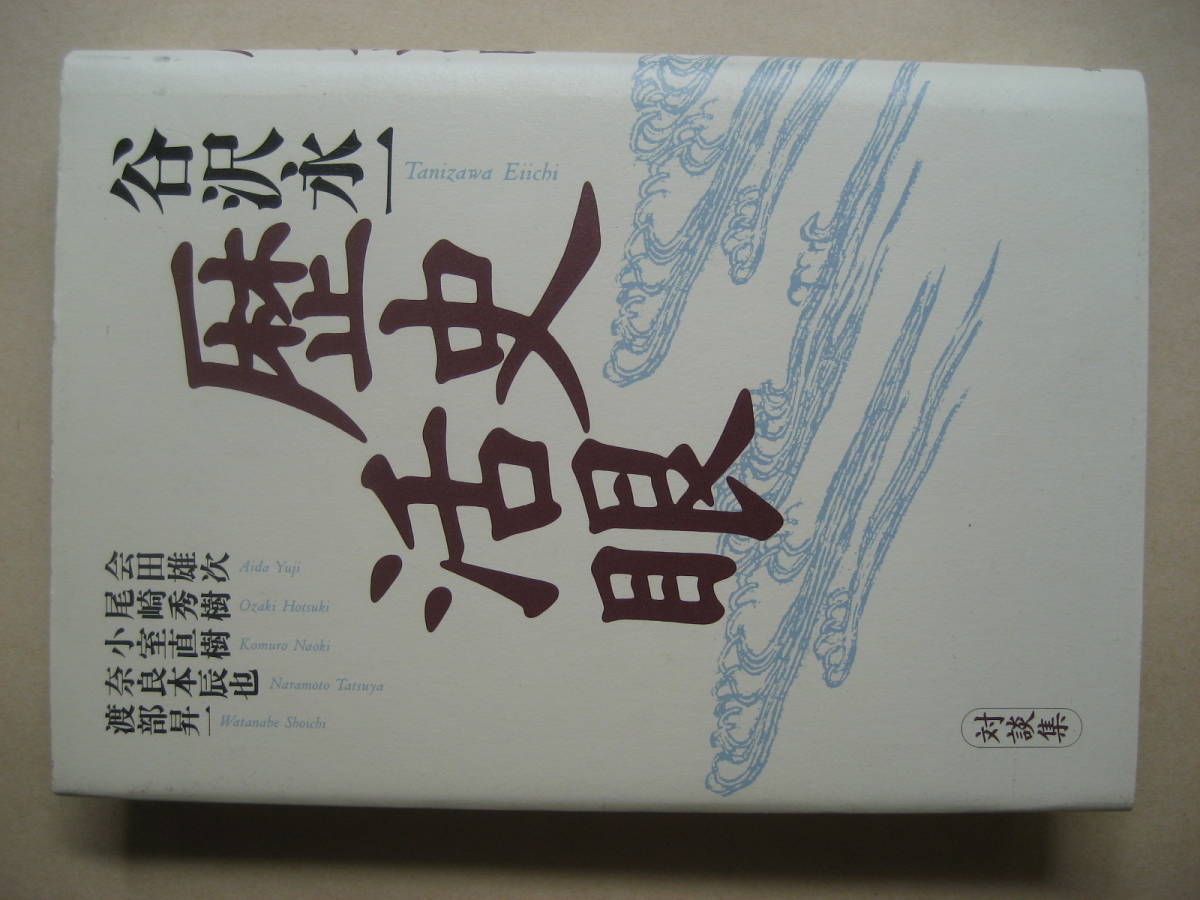 谷沢永一
Tanizawa Eiichi
歴史
活眼
会田雄次
Aida Yuji
尾崎秀樹
Ozaki Hotsuki
小室直樹
Komuro Naoki
奈良本辰也
Naramoto Tatsuya
渡部昇一
Watanabe Shoichi
対談集